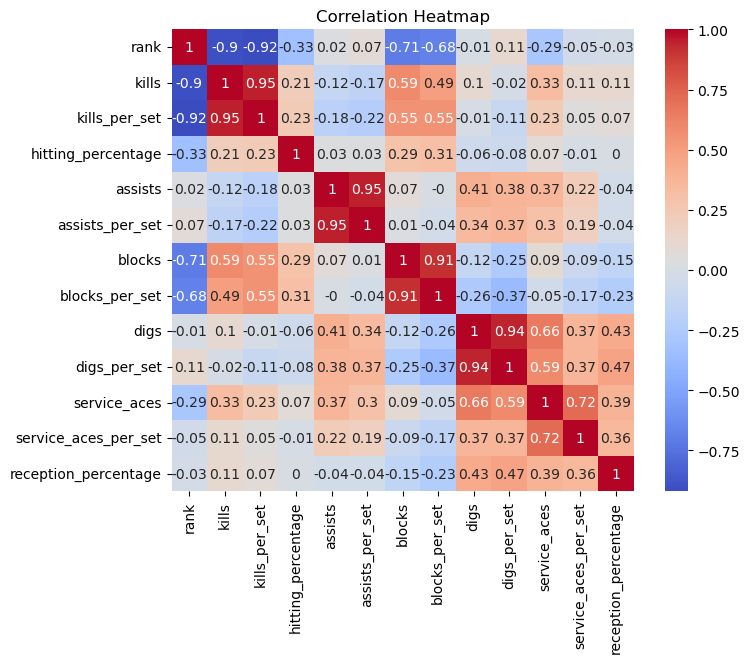 Correlation Heatmap
rank 1 -0.9 -0.92 -0.33 0.02 0.07 -0.71 -0.68 -0.01 0.11 -0.29 -0.05 -0.03
kills -0.9 1 0.95 0.21 -0.12 -0.17 0.59 0.49 0.1 -0.02 0.33 0.11 0.11
kills_per_set -0.92 0.95 1 0.23 -0.18 -0.22 0.55 0.55 -0.01 -0.11 0.23 0.05 0.07
hitting_percentage -0.33 0.21 0.23 1 0.03 0.03 0.29 0.31 -0.06 -0.08 0.07 -0.01 0
assists 0.02 -0.12 -0.18 0.03 1 0.95 0.07 -0 0.41 0.38 0.37 0.22 -0.04
assists_per_set 0.07 -0.17 -0.22 0.03 0.95 1 0.01 -0.04 0.34 0.37 0.3 0.19 -0.04
blocks -0.71 0.59 0.55 0.29 0.07 0.01 1 0.91 -0.12 -0.25 0.09 -0.09 -0.15
blocks_per_set -0.68 0.49 0.55 0.31 -0 -0.04 0.91 1 -0.26 -0.37 -0.05 -0.17 -0.23
digs -0.01 0.1 -0.01 -0.06 0.41 0.34 -0.12 -0.26 1 0.94 0.66 0.37 0.43
digs_per_set 0.11 -0.02 -0.11 -0.08 0.38 0.37 -0.25 -0.37 0.94 1 0.59 0.37 0.47
service_aces -0.29 0.33 0.23 0.07 0.37 0.3 0.09 -0.05 0.66 0.59 1 0.72 0.39
service_aces_per_set -0.05 0.11 0.05 -0.01 0.22 0.19 -0.09 -0.17 0.37 0.37 0.72 1 0.36
reception_percentage -0.03 0.11 0.07 0 -0.04 -0.04 -0.15 -0.23 0.43 0.47 0.39 0.36 1
rank
kills
kills_per_set
hitting_percentage
assists
assists_per_set
blocks
blocks_per_set
digs
digs_per_set
service_aces
service_aces_per_set
reception_percentage
1.00
0.75
0.50
0.25
0.00
−0.25
−0.50
−0.75